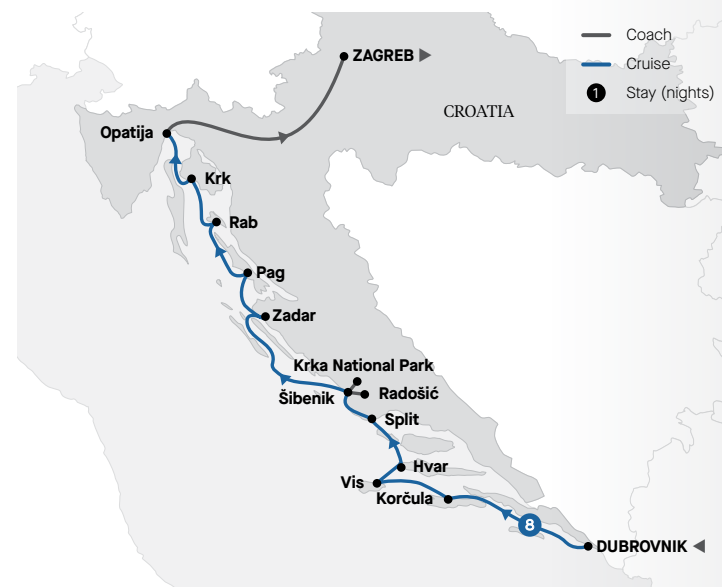 Coach
Cruise
1 Stay (nights)
ZAGREB
CROATIA
Opatija
Krk
Rab
Pag
Zadar
Krka National Park
Šibenik
Radošić
Split
Hvar
Vis
Korčula
8
DUBROVNIK